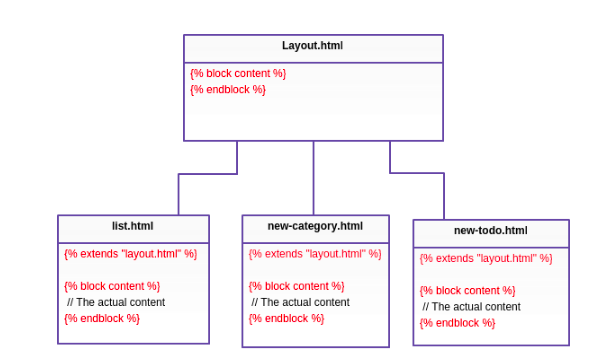 Layout.html
{% block content %}
{% endblock %}
list.html
{% extends "layout.html" %}
{% block content %}
// The actual content
{% endblock %}
new-category.html
{% extends "layout.html" %}
{% block content %}
// The actual content
{% endblock %}
new-todo.html
{% extends "layout.html" %}
{% block content %}
// The actual content
{% endblock %}